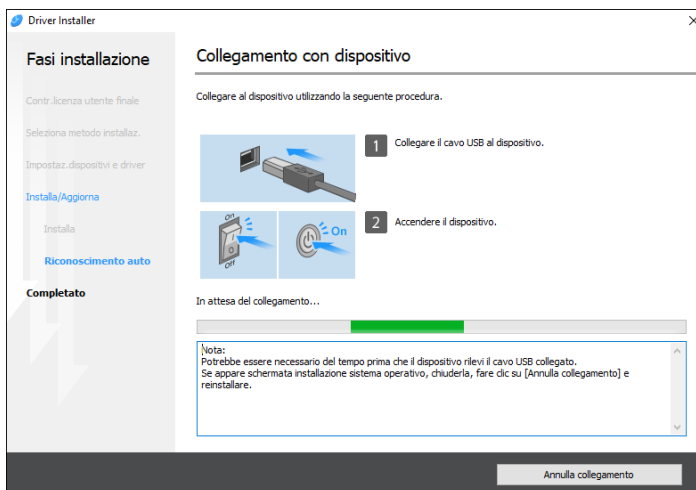 Driver Installer
Fasi installazione
Contr.licenza utente finale
Seleziona metodo installaz.
Impostaz.dispositivi e driver
Installa/Aggiorna
Installa
Riconoscimento auto
Completato
Collegamento con dispositivo
Collegare al dispositivo utilizzando la seguente procedura.
1 Collegare il cavo USB al dispositivo.
On
Off
On
2 Accendere il dispositivo.
In attesa del collegamento...
Nota:
Potrebbe essere necessario del tempo prima che il dispositivo rilevi il cavo USB collegato.
Se appare schermata installazione sistema operativo, chiuderla, fare clic su [Annulla collegamento] e
reinstallare.
Annulla collegamento